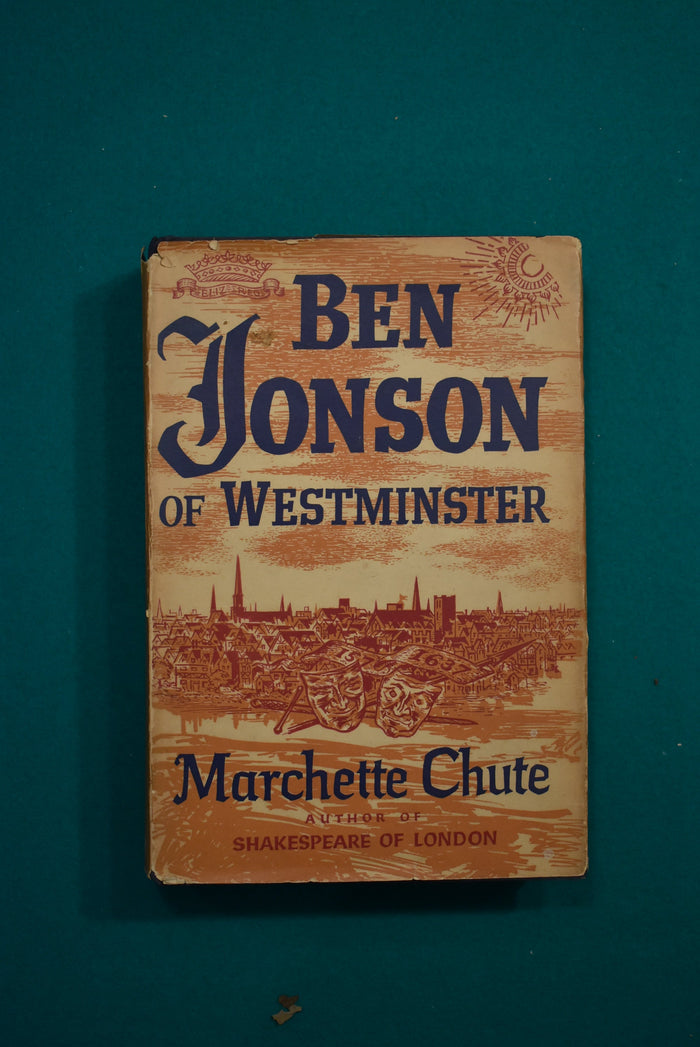 BEN
JONSON
OF WESTMINSTER
Marchette Chute
AUTHOR OF
SHAKESPEARE OF LONDON